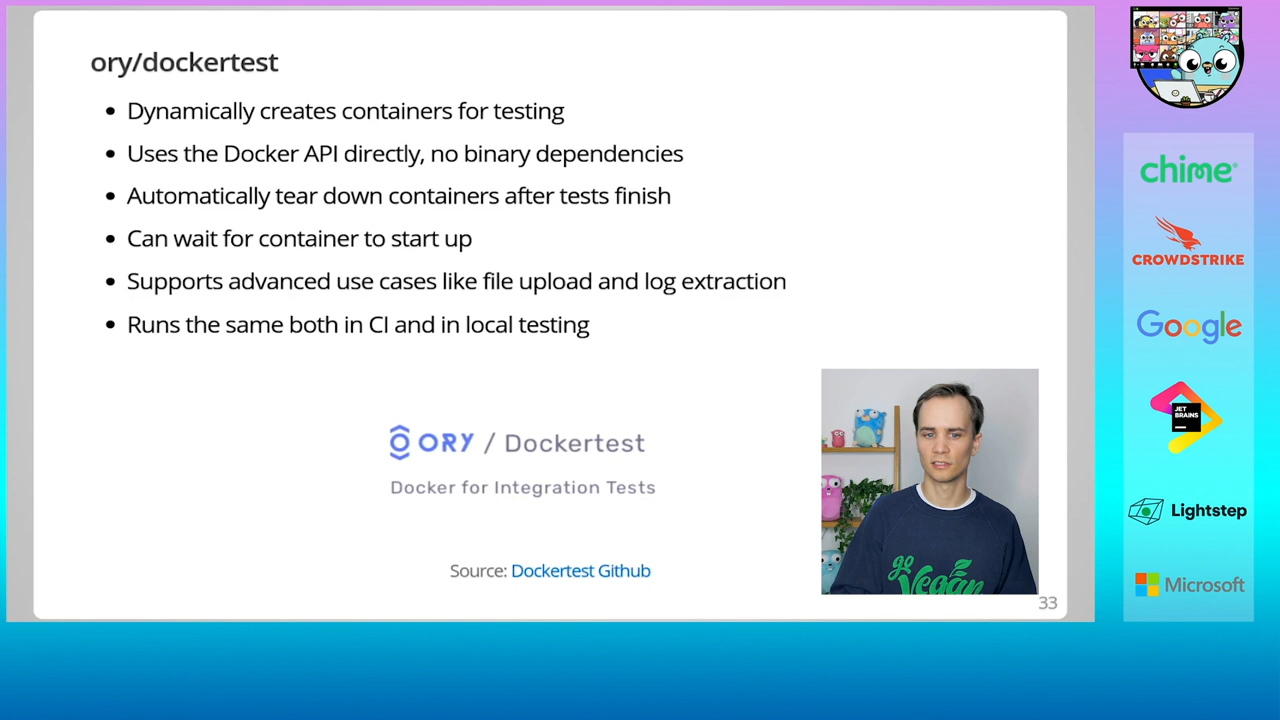 ory/dockertest
• Dynamically creates containers for testing
• Uses the Docker API directly, no binary dependencies
• Automatically tear down containers after tests finish
• Can wait for container to start up
• Supports advanced use cases like file upload and log extraction
• Runs the same both in CI and in local testing
ORY / Dockertest
Docker for Integration Tests
Source: Dockertest Github
go
Vegan
33
chime®
CROWDSTRIKE
Google
JET
BRAINS
Lightstep
Microsoft